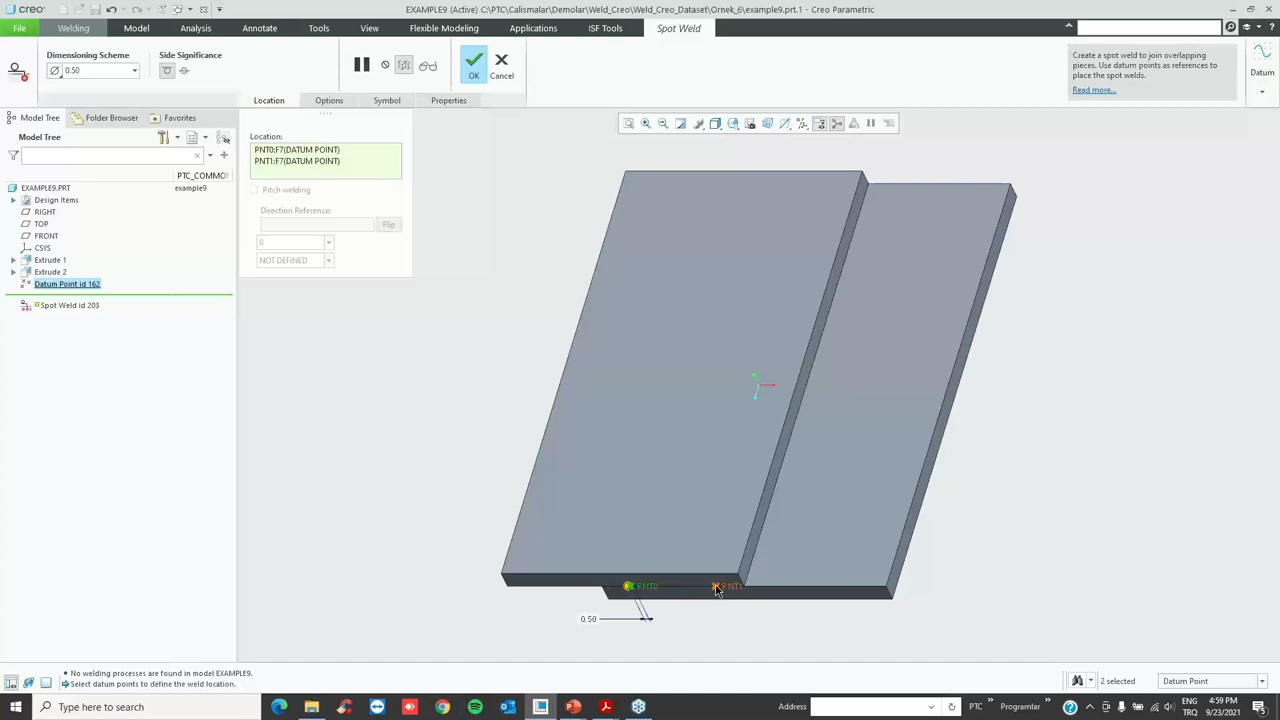 creo
EXAMPLE9 (Active) C:\PTC\Calismalar\Demolar\Weld_Creo\Weld_Creo_Dataset\Ornek_6\example9.prt.1 - Creo Parametric
File
Welding
Model
Analysis
Annotate
Tools
View
Flexible Modeling
Applications
ISF Tools
Spot Weld
Dimensioning Scheme
Side Significance
0.50
OK
Cancel
Create a spot weld to join overlapping
pieces. Use datum points as references to
place the spot welds.
Read more...
Datum
Location
Options
Symbol
Properties
Model Tree
Folder Browser
Favorites
Model Tree
PTC_COMMO
EXAMPLE9.PRT
example9
Design Items
RIGHT
TOP
FRONT
CSYS
Extrude 1
Extrude 2
Datum Point id 162
Spot Weld id 203
Location:
PNT0:F7(DATUM POINT)
PNT1:F7(DATUM POINT)
Pitch welding
Direction Reference:
Flip
0
NOT DEFINED
PNT0
PNT1
0.50
No welding processes are found in model EXAMPLE9.
Select datum points to define the weld location.
2 selected
Datum Point
Type here to search
Address
PTC
Programlar
ENG
TRQ
4:59 PM
9/23/2021